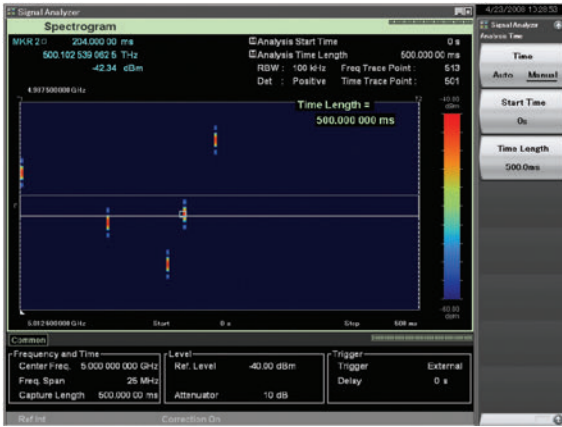 Signal Analyzer
Spectrogram
MKR 2 204.000 00 ms
500.102 539 062 5 THz
-42.34 dBm
Analysis Start Time 0 s
Analysis Time Length 500.000 00 ms
RBW : 100 kHz Freq Trace Point : 513
Det : Positive Time Trace Point : 501
4.987500000 GHz
Time Length =
500.000 000 ms
-40.00
dBm
dBm
5.012500000 GHz Start 0 s Stop 500 ms
Common
Frequency and Time
Center Freq. 5.000 000 000 GHz
Freq. Span 25 MHz
Capture Length 500.000 00 ms
Level
Ref. Level -40.00 dBm
Attenuator 10 dB
Trigger
Trigger External
Delay 0 s
Ref.Int Correction On
4/23/2008 13:28:53
Signal Analyzer
Analysis Time
Time
Auto Manual
Start Time
0s
Time Length
500.0ms